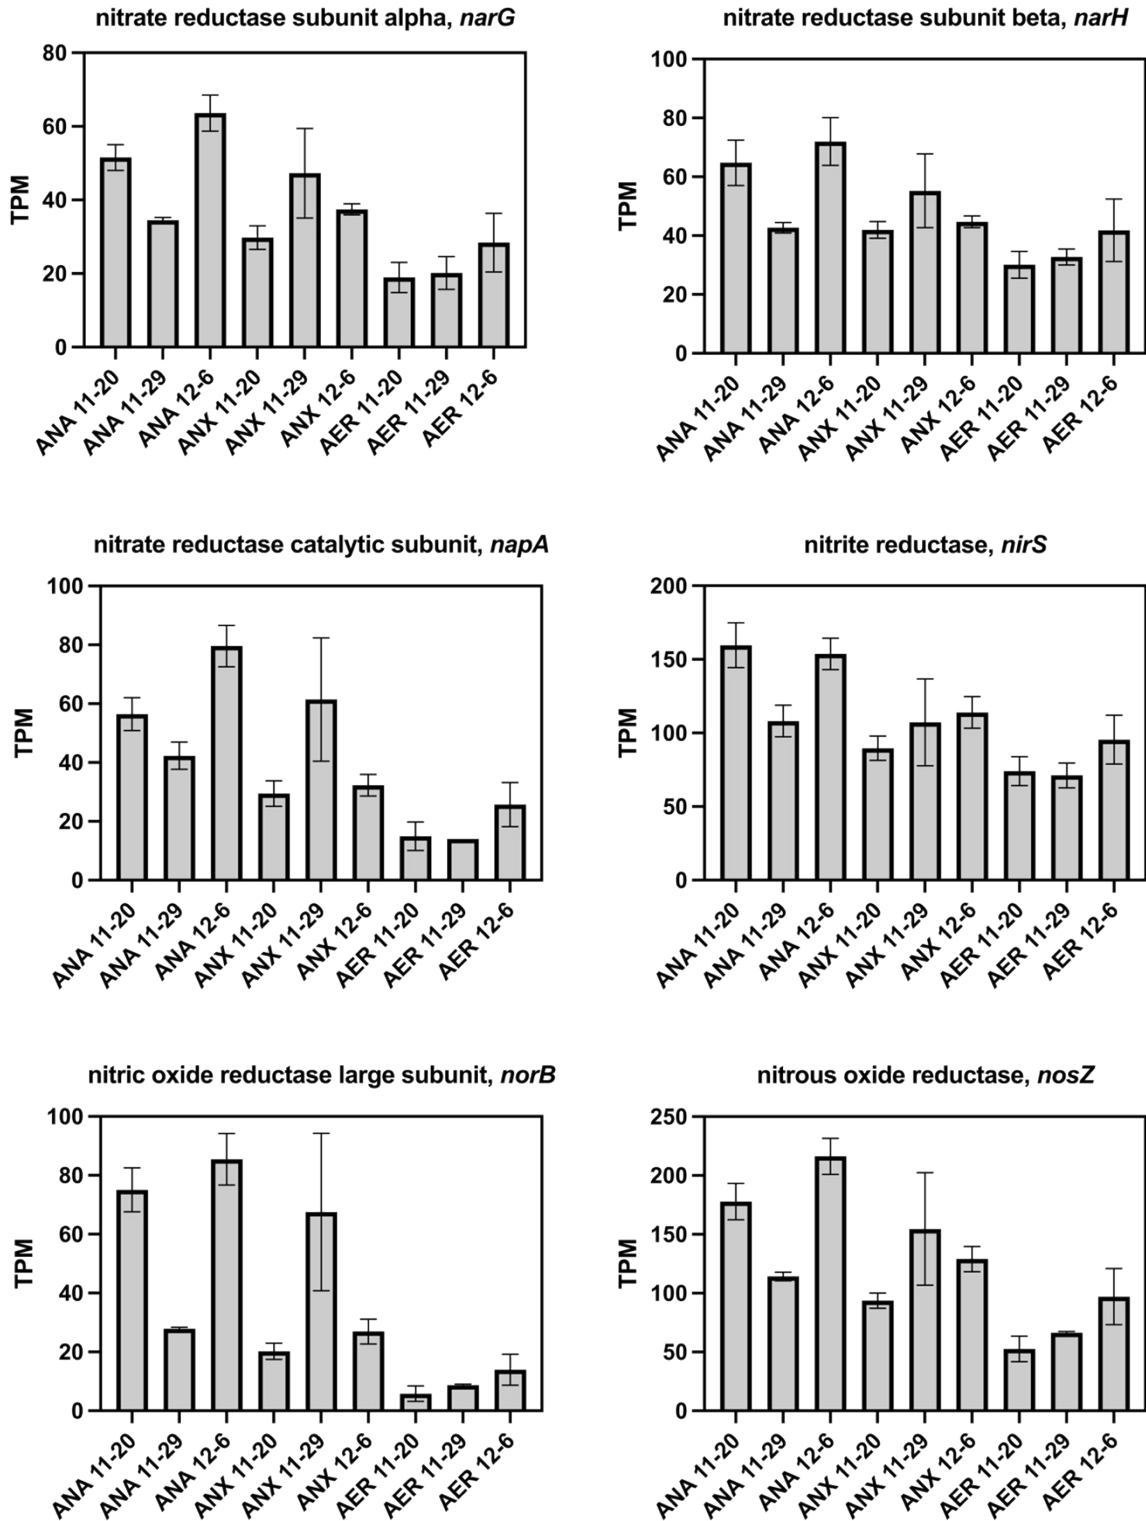 nitrate reductase subunit alpha, narG
TPM
80
60
40
20
0
ANA 11-20
ANA 11-29
ANA 12-6
ANX 11-20
ANX 11-29
ANX 12-6
AER 11-20
AER 11-29
AER 12-6
nitrate reductase subunit beta, narH
TPM
100
80
60
40
20
0
ANA 11-20
ANA 11-29
ANA 12-6
ANX 11-20
ANX 11-29
ANX 12-6
AER 11-20
AER 11-29
AER 12-6
nitrate reductase catalytic subunit, napA
TPM
100
80
60
40
20
0
ANA 11-20
ANA 11-29
ANA 12-6
ANX 11-20
ANX 11-29
ANX 12-6
AER 11-20
AER 11-29
AER 12-6
nitrite reductase, nirS
TPM
200
150
100
50
0
ANA 11-20
ANA 11-29
ANA 12-6
ANX 11-20
ANX 11-29
ANX 12-6
AER 11-20
AER 11-29
AER 12-6
nitric oxide reductase large subunit, norB
TPM
100
80
60
40
20
0
ANA 11-20
ANA 11-29
ANA 12-6
ANX 11-20
ANX 11-29
ANX 12-6
AER 11-20
AER 11-29
AER 12-6
nitrous oxide reductase, nosZ
TPM
250
200
150
100
50
0
ANA 11-20
ANA 11-29
ANA 12-6
ANX 11-20
ANX 11-29
ANX 12-6
AER 11-20
AER 11-29
AER 12-6